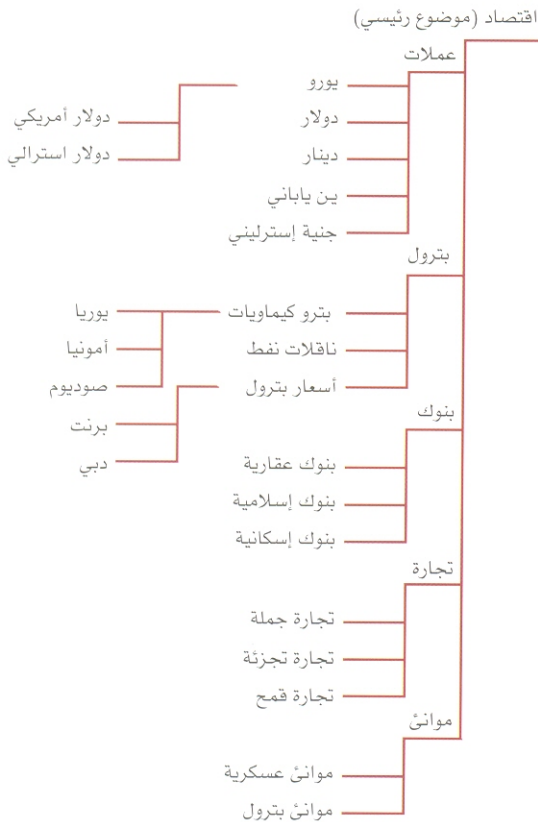 اقتصاد (موضوع رئيسي)
عملات
يورو
دولار
دولار أمريكي
دولار استرالي
دينار
ين ياباني
جنية إسترليني
بترول
بترو كيماويات
يوريا
أمونيا
صوديوم
ناقلات نفط
أسعار بترول
برنت
دبي
بنوك
بنوك عقارية
بنوك إسلامية
بنوك إسكانية
تجارة
تجارة جملة
تجارة تجزئة
تجارة قمح
موانئ
موانئ عسكرية
موانئ بترول